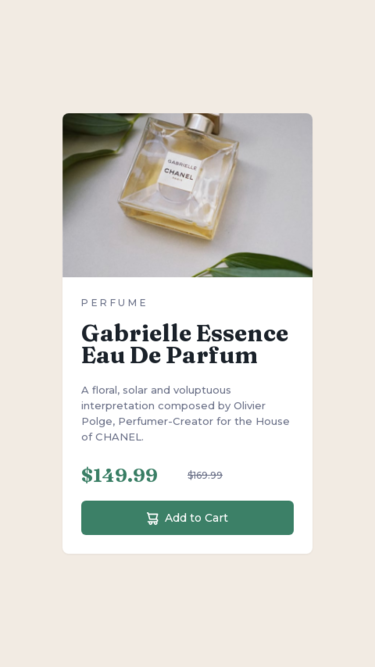 GABRIELLE
CHANEL
PARIS
PERFUME
Gabrielle Essence
Eau De Parfum
A floral, solar and voluptuous
interpretation composed by Olivier
Polge, Perfumer-Creator for the House
of CHANEL.
$149.99 $169.99
Add to Cart